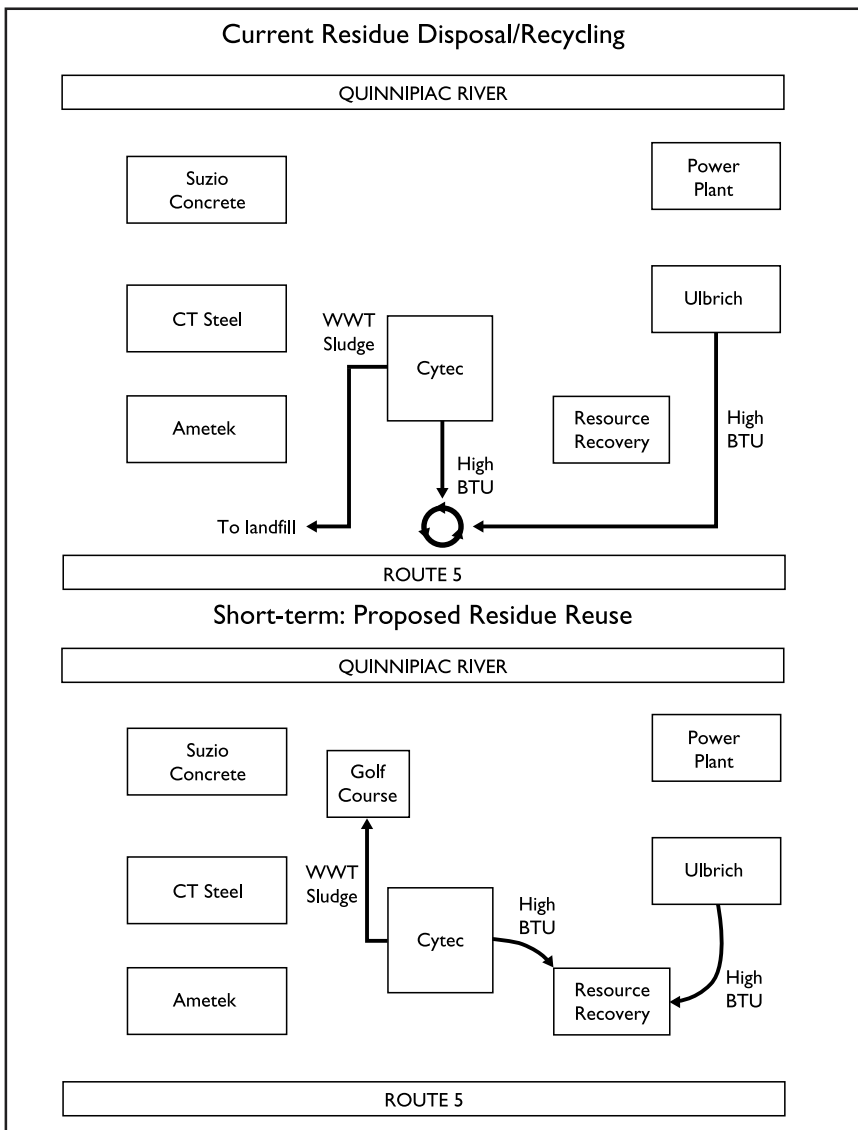 Current Residue Disposal/Recycling
QUINNIPIAC RIVER
Suzio
Concrete
Power
Plant
CT Steel
WWT
Sludge
Cytec
Ulbrich
Ametek
Resource
Recovery
High
BTU
High
BTU
To landfill
ROUTE 5
Short-term: Proposed Residue Reuse
QUINNIPIAC RIVER
Suzio
Concrete
Golf
Course
Power
Plant
CT Steel
WWT
Sludge
Cytec
High
BTU
Ulbrich
Ametek
Resource
Recovery
High
BTU
ROUTE 5